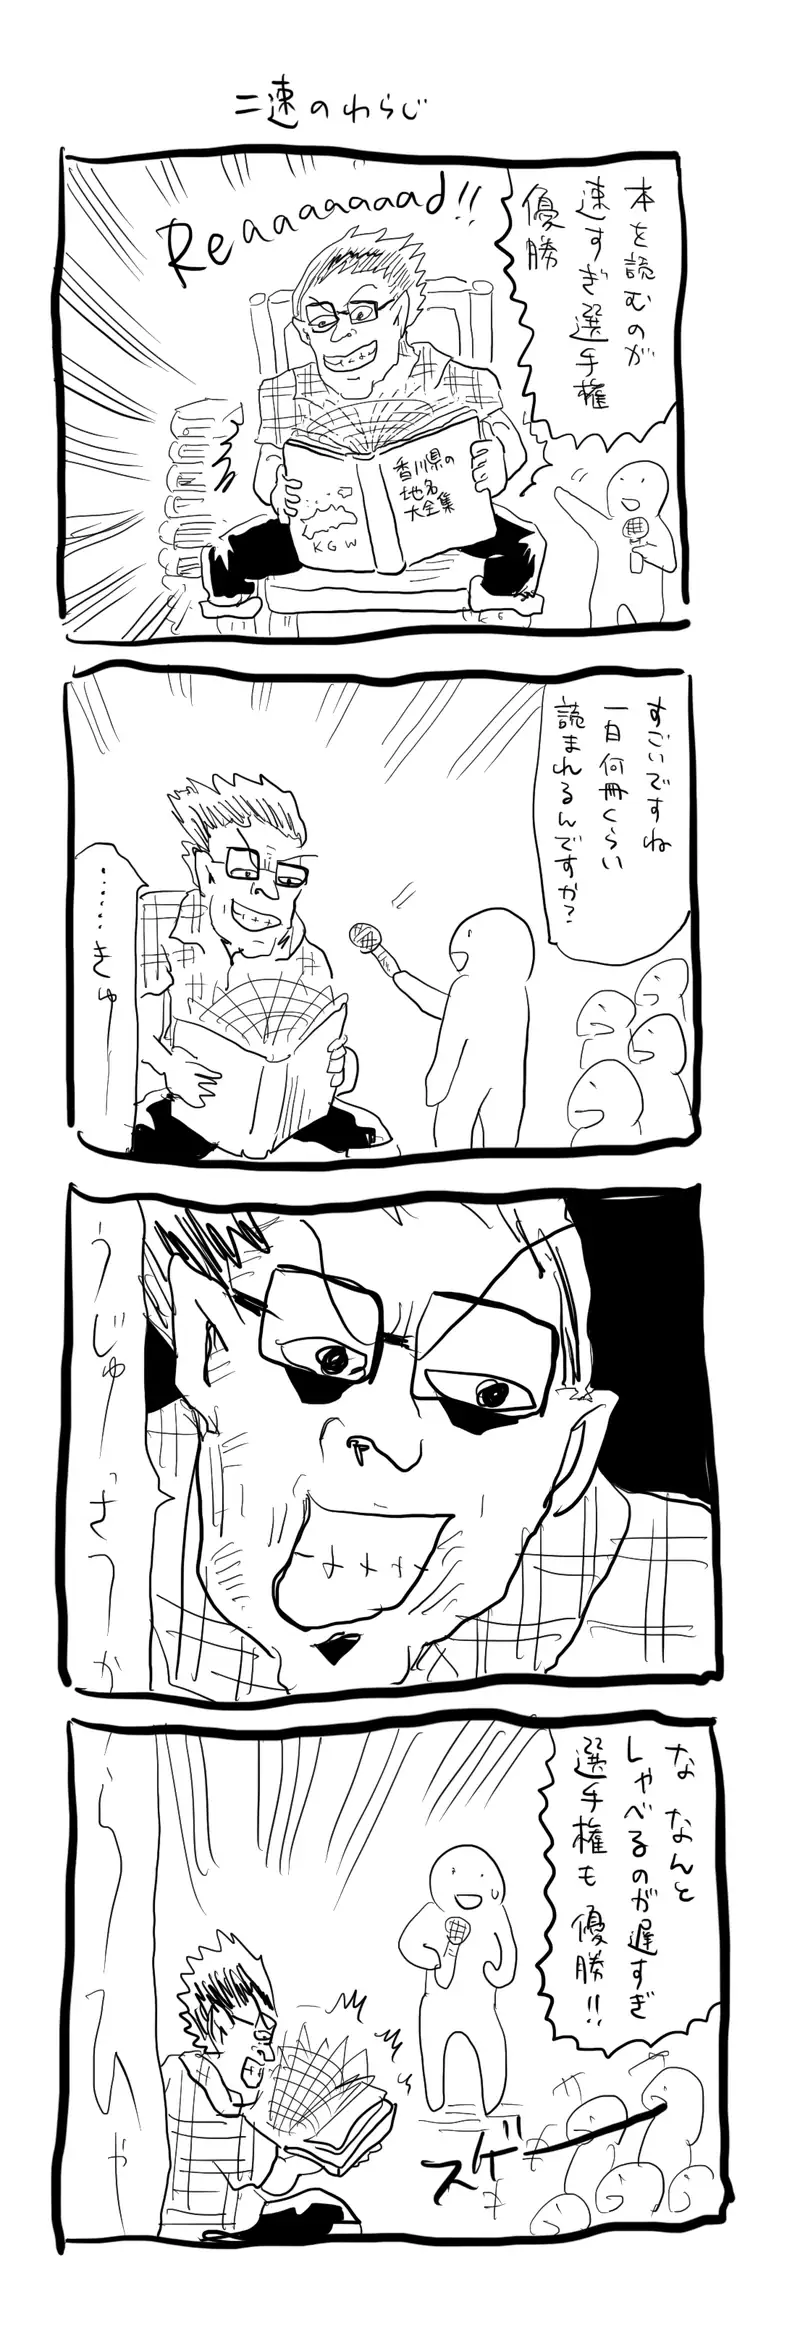 二速のわらじ
本を読むのが
速すぎ選手権
優勝
Reaaaaaaad!!
香川県の
地名
大全集
KGW
すごいですね
一日何冊くらい
読まれるんですか?
……きゅ
うじゅっさつか
な なんと
しゃべるのが遅すぎ
選手権も優勝!!
スゲー